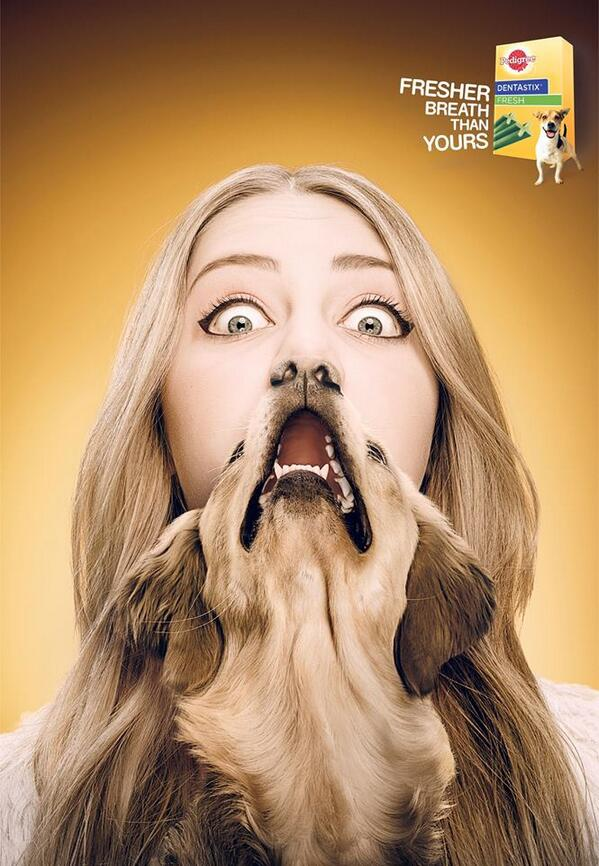 FRESHER
BREATH
THAN
YOURS
Pedigree
DENTASTIX
FRESH